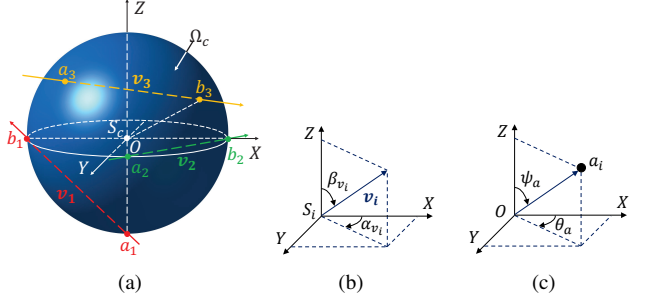 Z
Ω_c
a_3
v_3
b_3
S_c
b_1
O
X
Y
a_2
v_2
b_2
v_1
a_1
(a)
Z
β_{v_i}
v_i
X
S_i
α_{v_i}
Y
(b)
Z
a_i
ψ_a
X
O
θ_a
Y
(c)